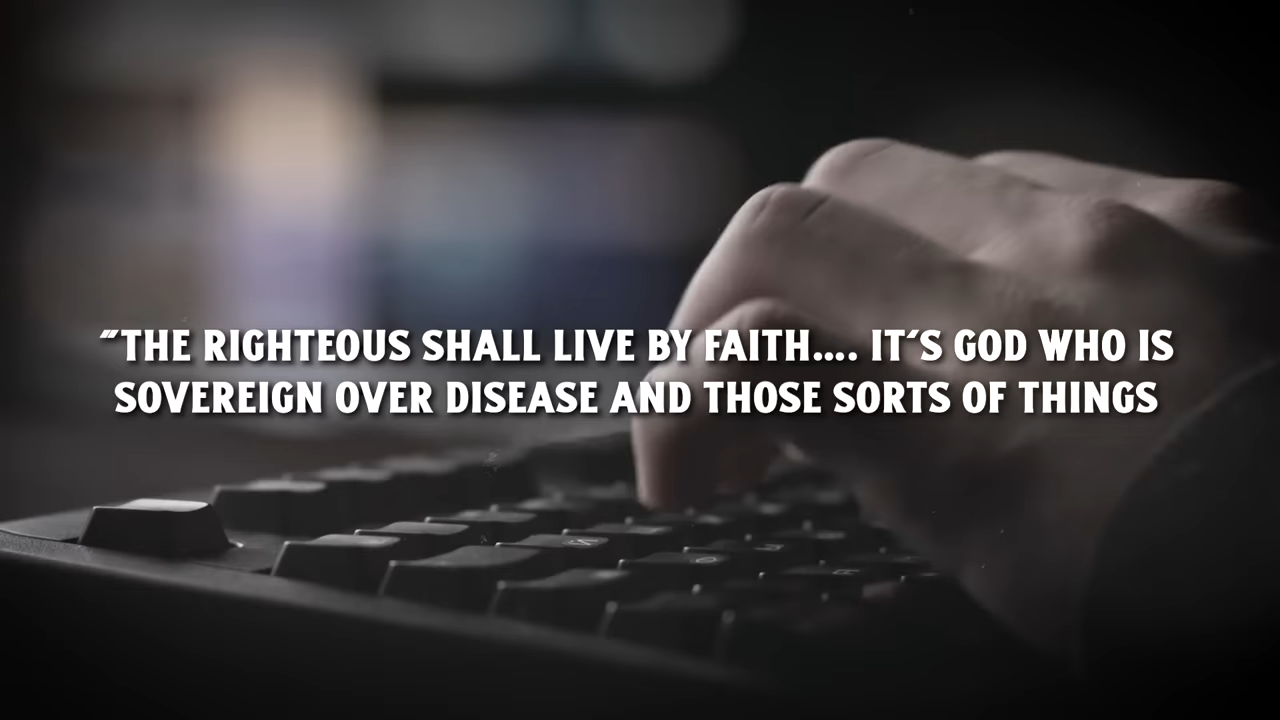 "THE RIGHTEOUS SHALL LIVE BY FAITH.... IT'S GOD WHO IS
SOVEREIGN OVER DISEASE AND THOSE SORTS OF THINGS